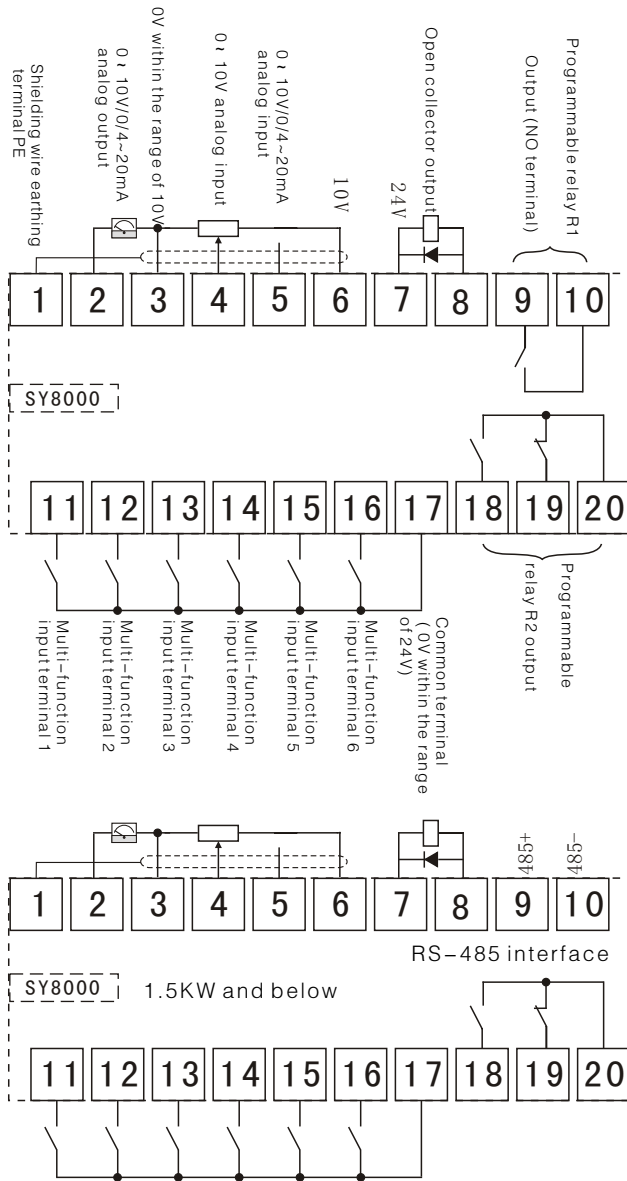 Shielding wire earthing
terminal PE
0~10V/0/4~20mA
analog output
0V within the range of 10V
0~10V analog input
0~10V/0/4~20mA
analog input
10V
24V
Open collector output
Programmable relay R1
Output (NO terminal)
1 2 3 4 5 6 7 8 9 10
SY8000
11 12 13 14 15 16 17 18 19 20
Multi-function
input terminal 1
Multi-function
input terminal 2
Multi-function
input terminal 3
Multi-function
input terminal 4
Multi-function
input terminal 5
Multi-function
input terminal 6
Common terminal
(0V within the range
of 24V)
Programmable
relay R2 output
485+
485-
1 2 3 4 5 6 7 8 9 10
RS-485 interface
SY8000 1.5KW and below
11 12 13 14 15 16 17 18 19 20